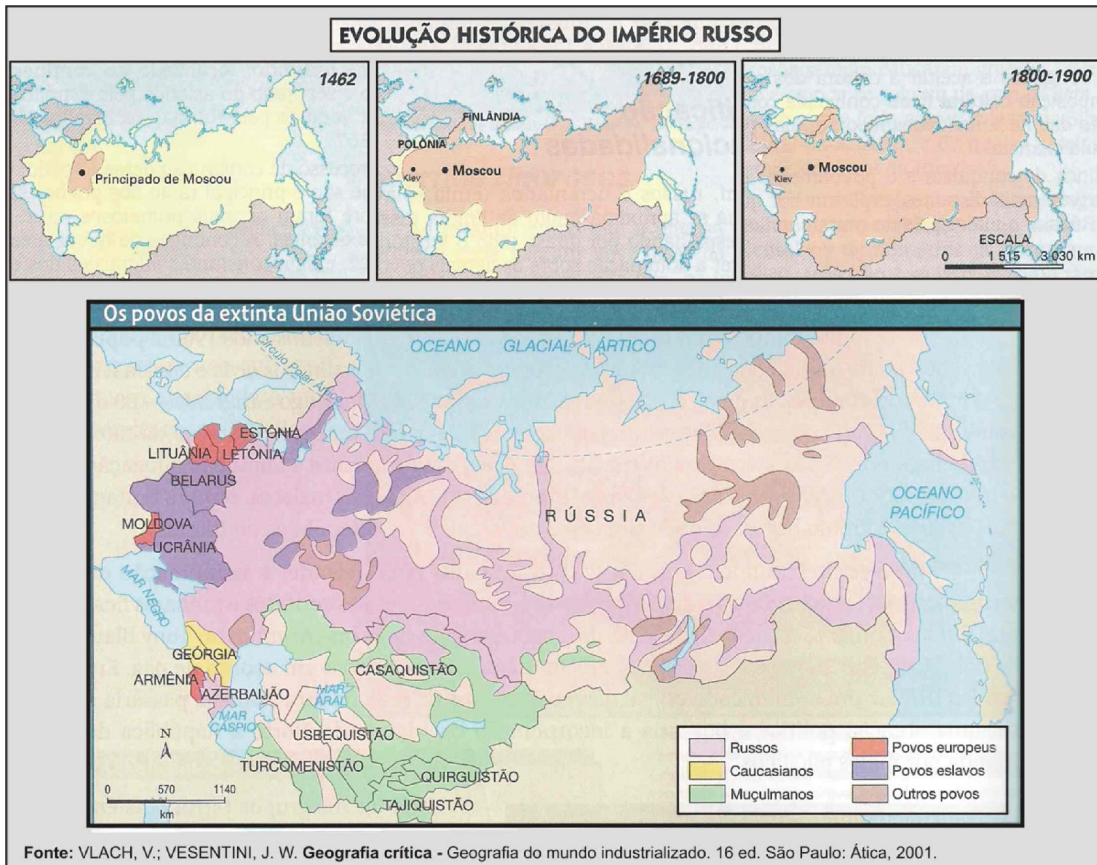 EVOLUÇÃO HISTÓRICA DO IMPÉRIO RUSSO
1462
Principado de Moscou
1689-1800
FINLÂNDIA
POLÔNIA
Moscou
Kiev
1800-1900
Moscou
Kiev
ESCALA
0 1 515 3 030 km
Os povos da extinta União Soviética
OCEANO GLACIAL ÁRTICO
Círculo Polar Ártico
ESTÔNIA
LITUÂNIA
LETÔNIA
BELARUS
RÚSSIA
OCEANO
PACÍFICO
MOLDOVA
UCRÂNIA
MAR NEGRO
GEÓRGIA
ARMÊNIA
AZERBAIJÃO
CASAQUISTÃO
MAR
ARAL
MAR
CÁSPIO
USBEQUISTÃO
TURCOMENISTÃO
QUIRGUISTÃO
TAJIQUISTÃO
N
0 570 1140
km
Russos
Caucasianos
Muçulmanos
Povos europeus
Povos eslavos
Outros povos
Fonte: VLACH, V.; VESENTINI, J. W. Geografia crítica - Geografia do mundo industrializado. 16 ed. São Paulo: Ática, 2001.